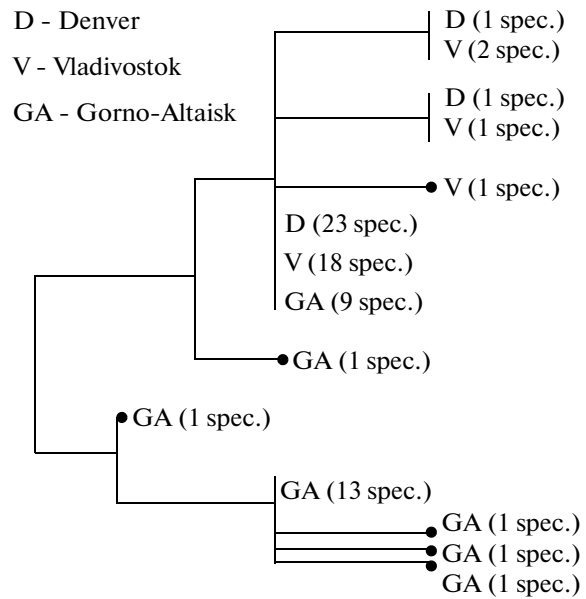 D - Denver
V - Vladivostok
GA - Gorno-Altaisk
D (1 spec.)
V (2 spec.)
D (1 spec.)
V (1 spec.)
V (1 spec.)
D (23 spec.)
V (18 spec.)
GA (9 spec.)
GA (1 spec.)
GA (1 spec.)
GA (13 spec.)
GA (1 spec.)
GA (1 spec.)
GA (1 spec.)